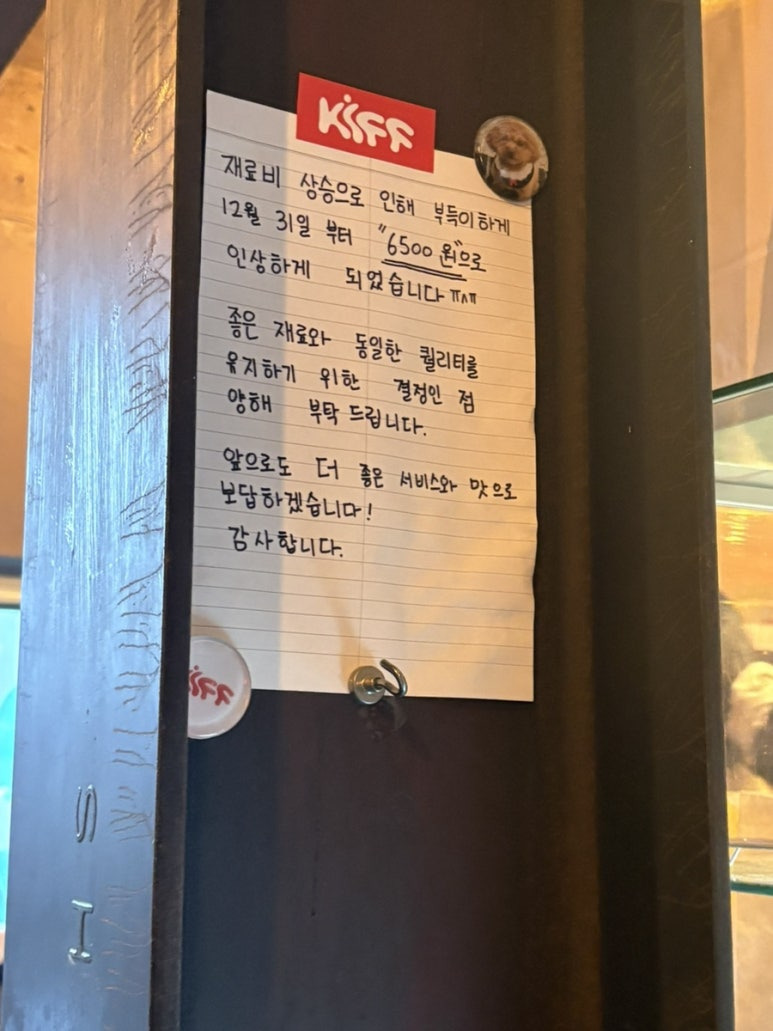 KIFF
재료비 상승으로 인해 부득이하게
12월 31일 부터 "6500 원"으로
인상하게 되었습니다 ㅠㅅㅠ
좋은 재료와 동일한 퀄리티를
유지하기 위한 결정인 점
양해 부탁 드립니다.
앞으로도 더 좋은 서비스와 맛으로
보답하겠습니다!
감사합니다.
KIFF
H S